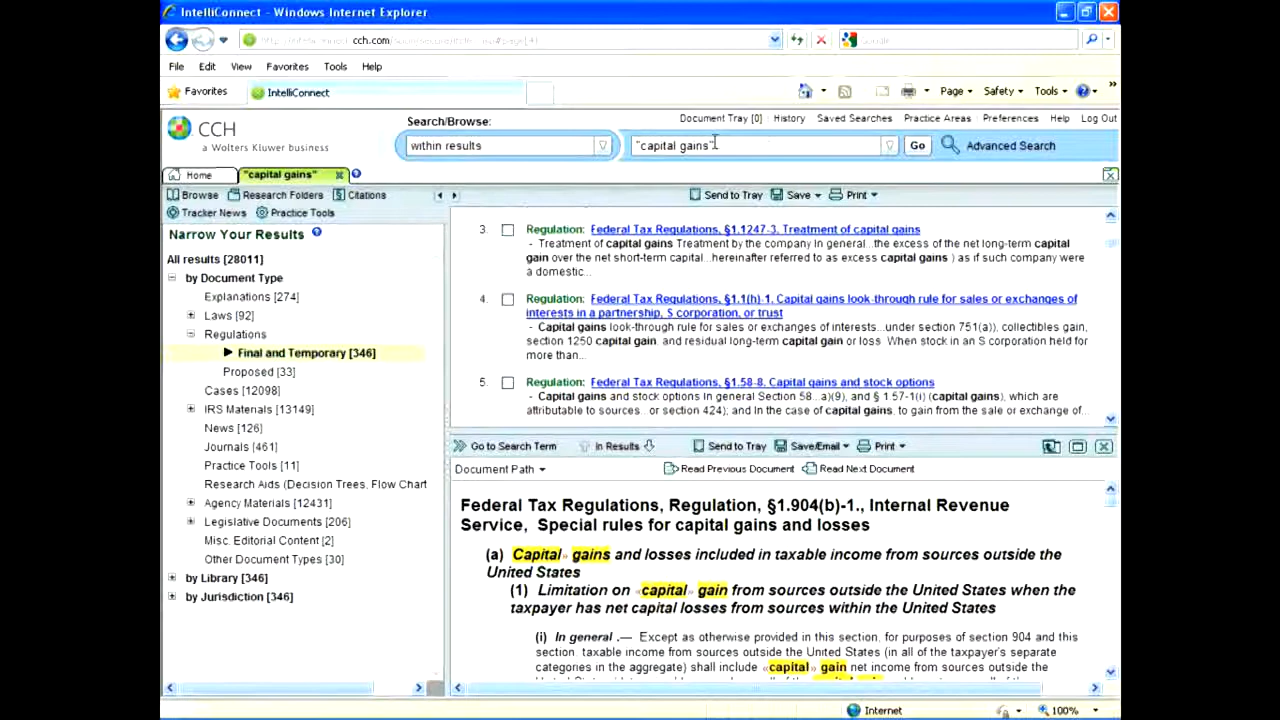 IntelliConnect - Windows Internet Explorer
cch.com
File Edit View Favorites Tools Help
Favorites IntelliConnect Page Safety Tools
Document Tray [0] History Saved Searches Practice Areas Preferences Help Log Out
Search/Browse:
CCH
a Wolters Kluwer business
within results "capital gains" Go Advanced Search
Home "capital gains"
Browse Research Folders Citations Send to Tray Save Print
Tracker News Practice Tools
Narrow Your Results
All results [28011]
by Document Type
Explanations [274]
Laws [92]
Regulations
Final and Temporary [346]
Proposed [33]
Cases [12098]
IRS Materials [13149]
News [126]
Journals [461]
Practice Tools [11]
Research Aids (Decision Trees, Flow Chart
Agency Materials [12431]
Legislative Documents [206]
Misc. Editorial Content [2]
Other Document Types [30]
by Library [346]
by Jurisdiction [346]
3. Regulation: Federal Tax Regulations, §1.1247-3, Treatment of capital gains
- Treatment of capital gains Treatment by the company In general...the excess of the net long-term capital
gain over the net short-term capital...hereinafter referred to as excess capital gains ) as if such company were
a domestic...
4. Regulation: Federal Tax Regulations, §1.1(h)-1, Capital gains look-through rule for sales or exchanges of
interests in a partnership, S corporation, or trust
- Capital gains look-through rule for sales or exchanges of interests...under section 751(a)), collectibles gain,
section 1250 capital gain, and residual long-term capital gain or loss When stock in an S corporation held for
more than...
5. Regulation: Federal Tax Regulations, §1.58-8, Capital gains and stock options
- Capital gains and stock options In general Section 58...a)(9), and § 1.57-1(i) (capital gains), which are
attributable to sources...or section 424); and In the case of capital gains, to gain from the sale or exchange of...
Go to Search Term In Results Send to Tray Save/Email Print
Document Path Read Previous Document Read Next Document
Federal Tax Regulations, Regulation, §1.904(b)-1., Internal Revenue
Service, Special rules for capital gains and losses
(a) Capital» gains and losses included in taxable income from sources outside the
United States
(1) Limitation on «capital» gain from sources outside the United States when the
taxpayer has net capital losses from sources within the United States
(i) In general .— Except as otherwise provided in this section, for purposes of section 904 and this
section, taxable income from sources outside the United States (in all of the taxpayer's separate
categories in the aggregate) shall include «capital» gain net income from sources outside the
Internet 100%